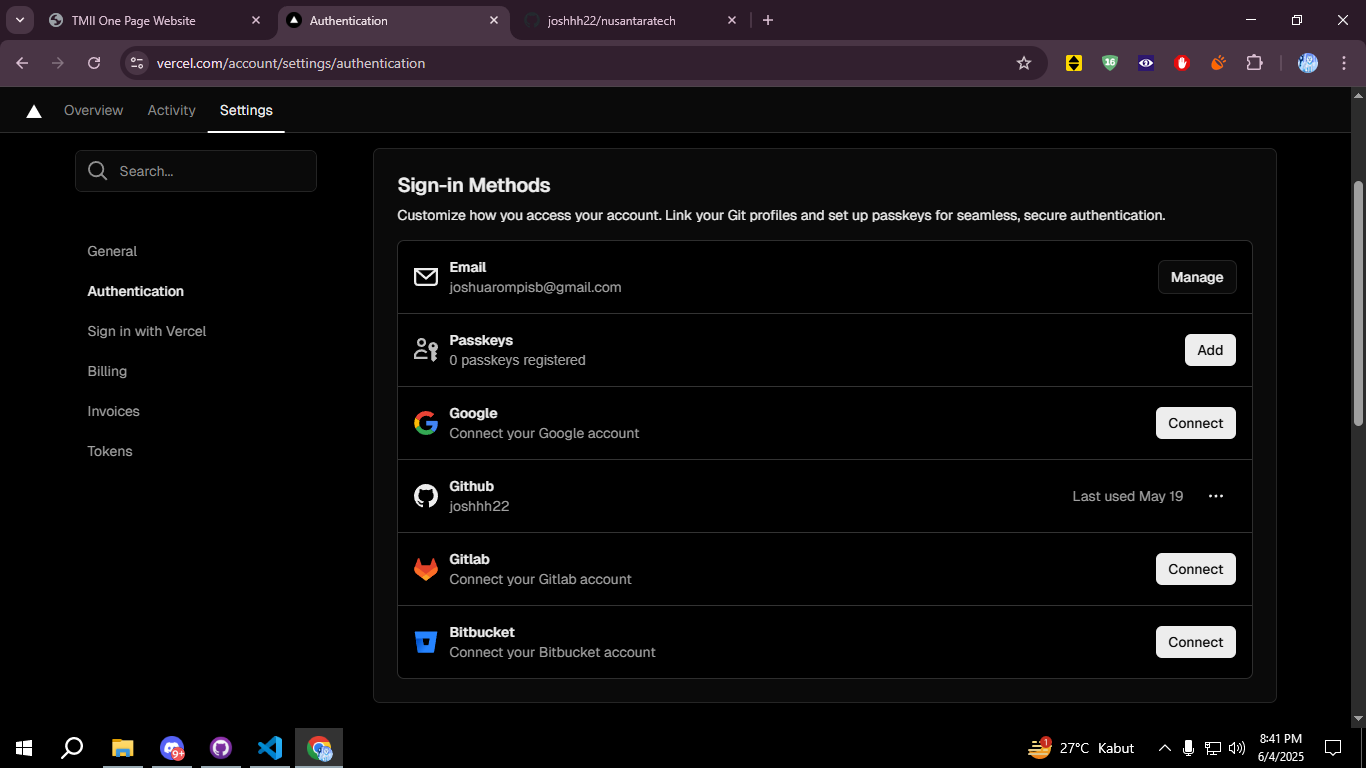 TMII One Page Website
Authentication
joshhh22/nusantaratech
vercel.com/account/settings/authentication
16
Overview
Activity
Settings
Search...
General
Authentication
Sign in with Vercel
Billing
Invoices
Tokens
Sign-in Methods
Customize how you access your account. Link your Git profiles and set up passkeys for seamless, secure authentication.
Email
joshuarompisb@gmail.com
Manage
Passkeys
0 passkeys registered
Add
Google
Connect your Google account
Connect
Github
joshhh22
Last used May 19
Gitlab
Connect your Gitlab account
Connect
Bitbucket
Connect your Bitbucket account
Connect
9+
1
27°C Kabut
8:41 PM
6/4/2025